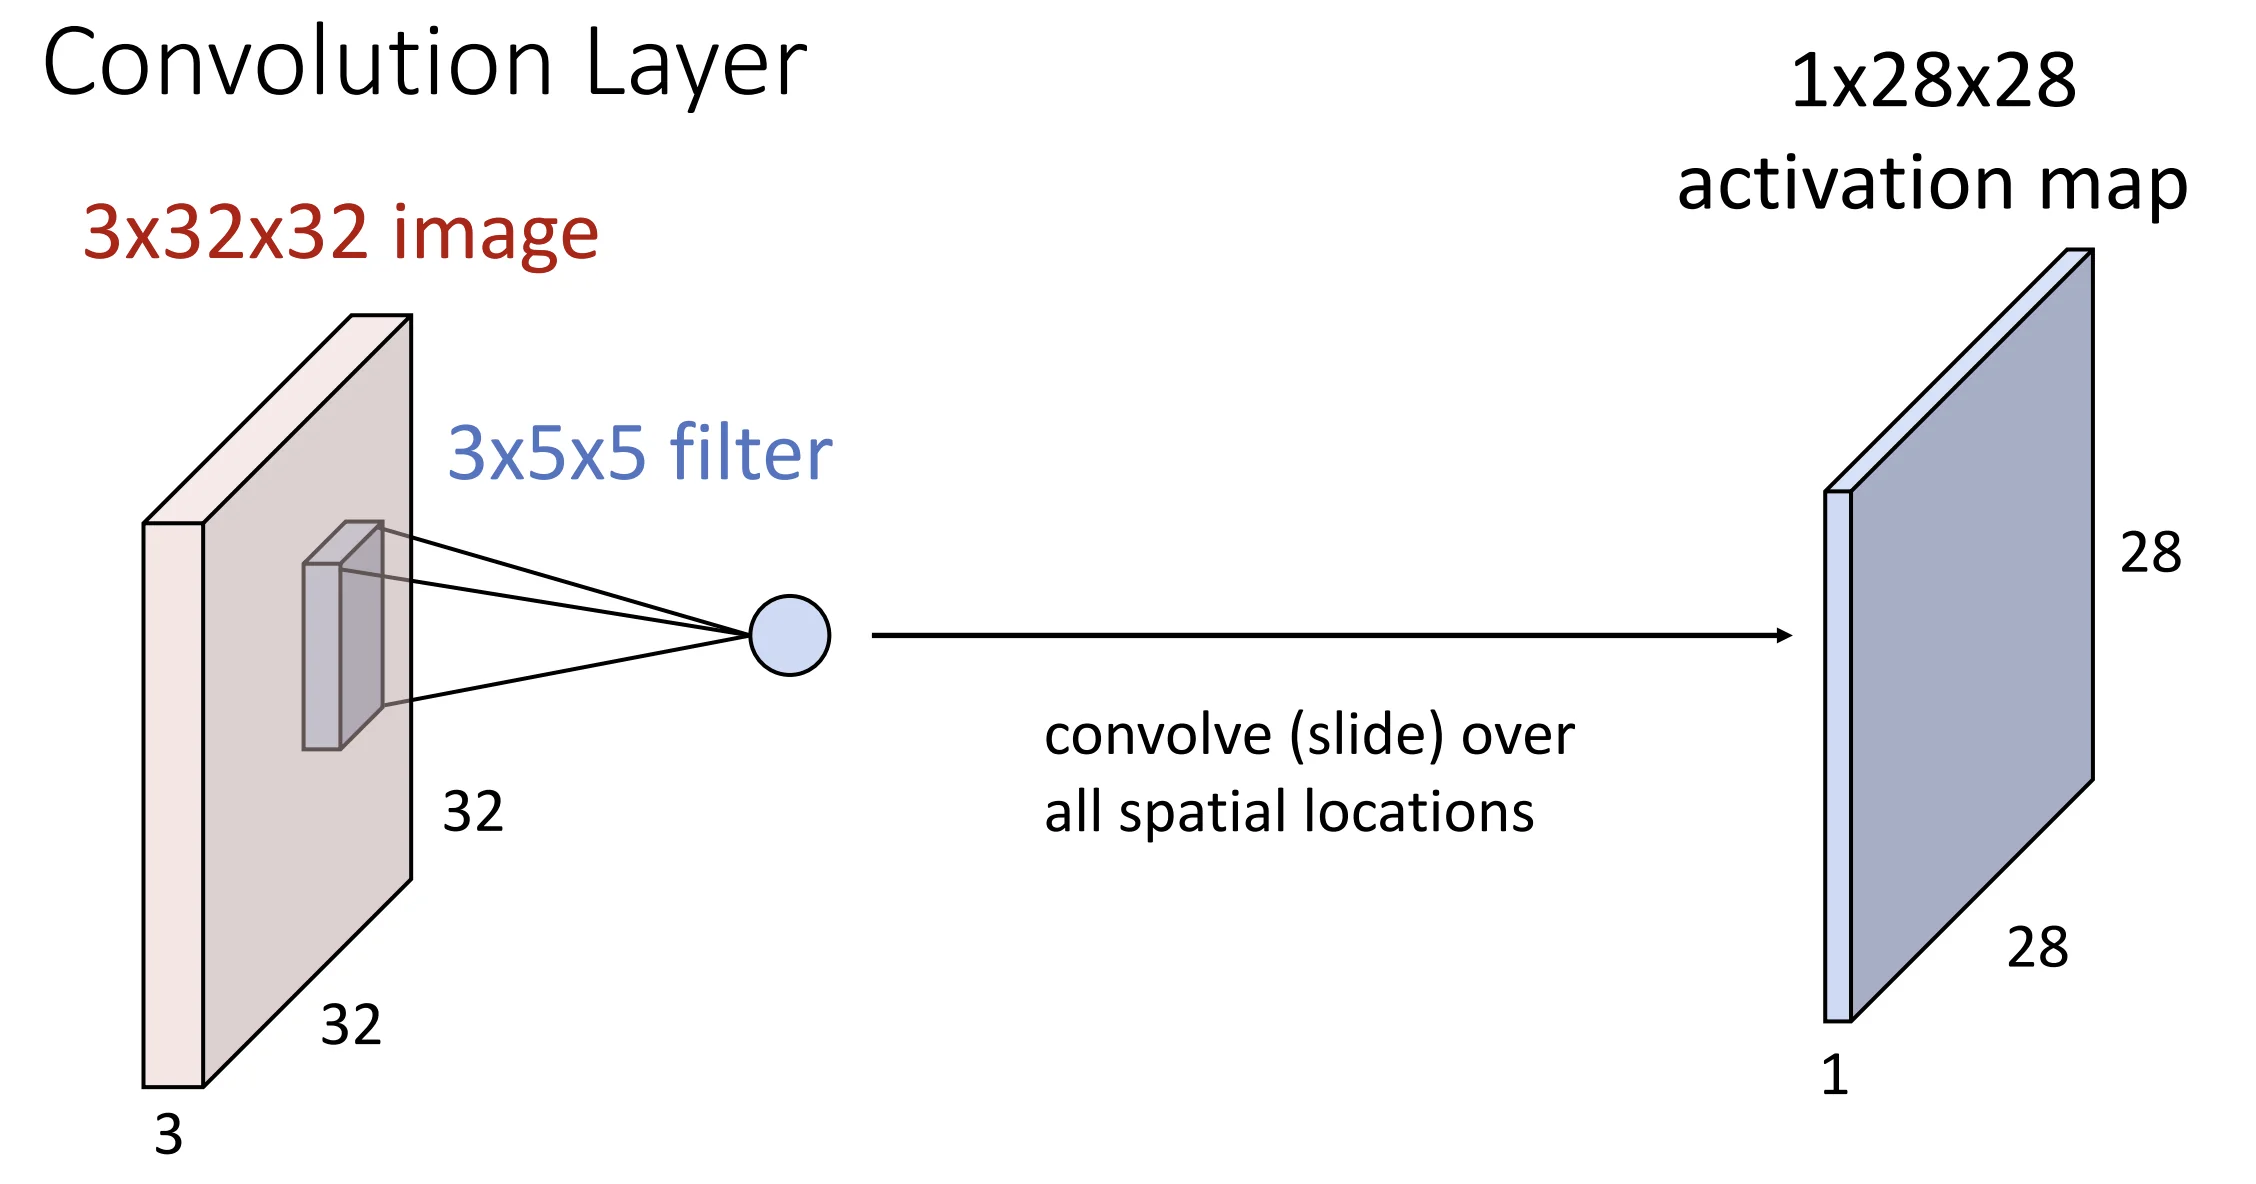 Convolution Layer
1x28x28
activation map
3x32x32 image
3x5x5 filter
28
convolve (slide) over
all spatial locations
32
28
32
1
3